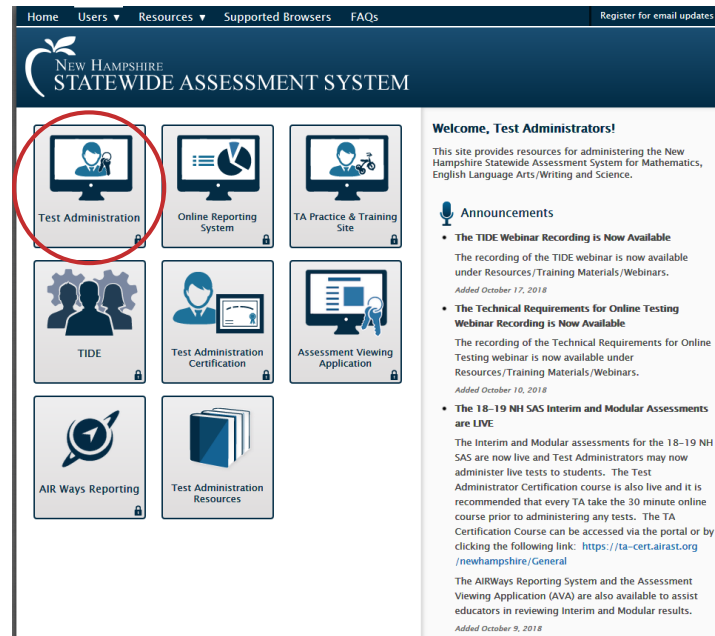 Home Users ▼ Resources ▼ Supported Browsers FAQs Register for email updates
NEW HAMPSHIRE
STATEWIDE ASSESSMENT SYSTEM
Test Administration
Online Reporting
System
TA Practice & Training
Site
TIDE
Test Administration
Certification
Assessment Viewing
Application
AIR Ways Reporting
Test Administration
Resources
Welcome, Test Administrators!
This site provides resources for administering the New
Hampshire Statewide Assessment System for Mathematics,
English Language Arts/Writing and Science.
Announcements
• The TIDE Webinar Recording is Now Available
The recording of the TIDE webinar is now available
under Resources/Training Materials/Webinars.
Added October 17, 2018
• The Technical Requirements for Online Testing
Webinar Recording is Now Available
The recording of the Technical Requirements for Online
Testing webinar is now available under
Resources/Training Materials/Webinars.
Added October 10, 2018
• The 18–19 NH SAS Interim and Modular Assessments
are LIVE
The Interim and Modular assessments for the 18–19 NH
SAS are now live and Test Administrators may now
administer live tests to students. The Test
Administrator Certification course is also live and it is
recommended that every TA take the 30 minute online
course prior to administering any tests. The TA
Certification Course can be accessed via the portal or by
clicking the following link: https://ta-cert.airast.org
/newhampshire/General
The AIRWays Reporting System and the Assessment
Viewing Application (AVA) are also available to assist
educators in reviewing Interim and Modular results.
Added October 9, 2018